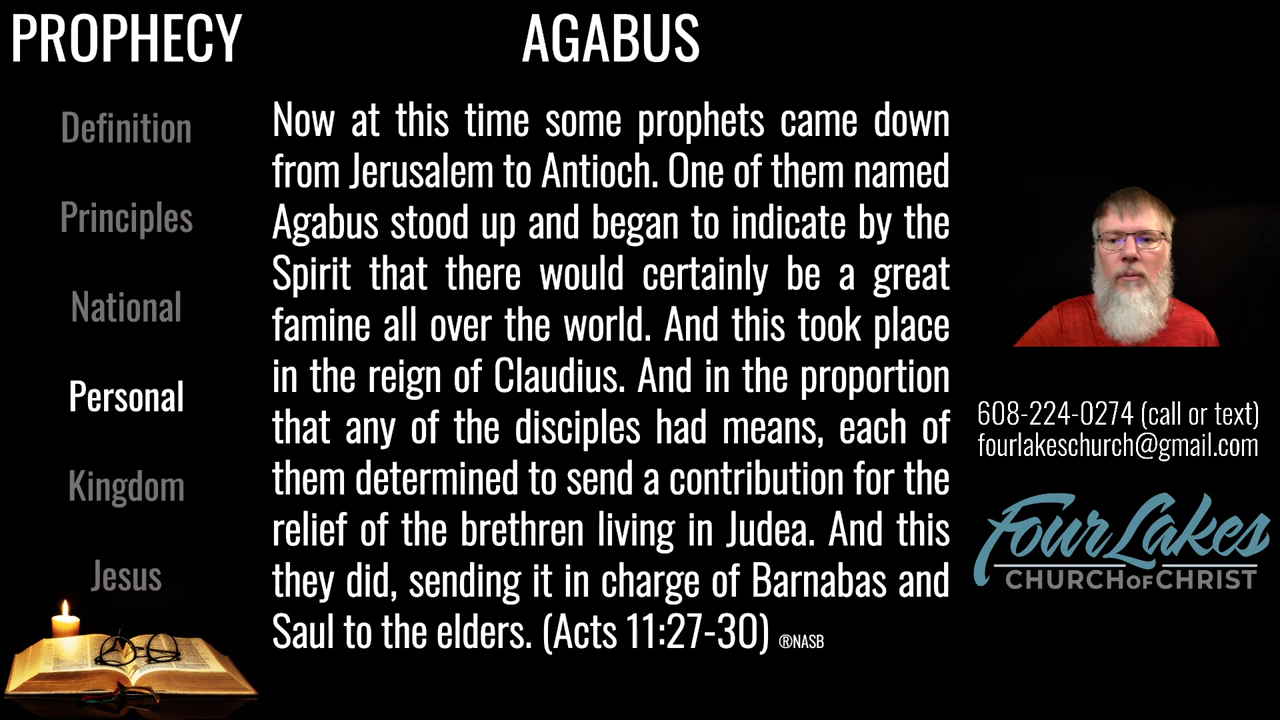 PROPHECY
AGABUS
Definition
Principles
National
Personal
Kingdom
Jesus
Now at this time some prophets came down
from Jerusalem to Antioch. One of them named
Agabus stood up and began to indicate by the
Spirit that there would certainly be a great
famine all over the world. And this took place
in the reign of Claudius. And in the proportion
that any of the disciples had means, each of
them determined to send a contribution for the
relief of the brethren living in Judea. And this
they did, sending it in charge of Barnabas and
Saul to the elders. (Acts 11:27-30) ®NASB
608-224-0274 (call or text)
fourlakeschurch@gmail.com
Four Lakes
CHURCH OF CHRIST